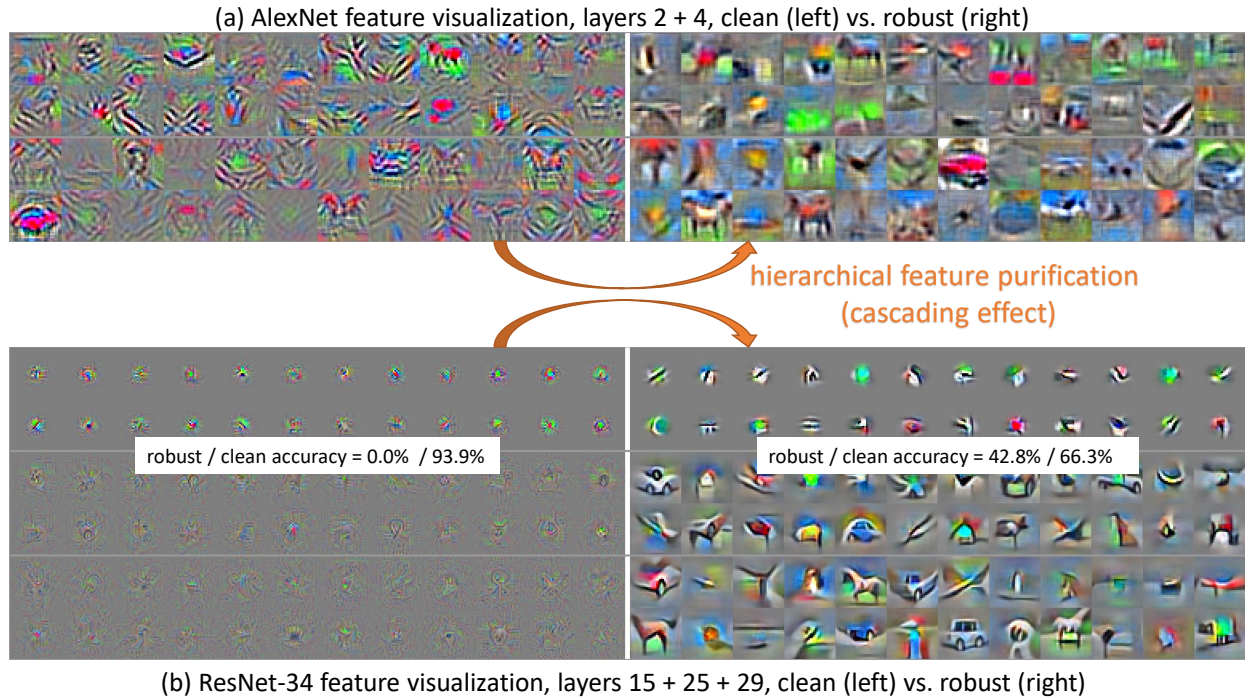 (a) AlexNet feature visualization, layers 2 + 4, clean (left) vs. robust (right)
hierarchical feature purification
(cascading effect)
robust / clean accuracy = 0.0%  / 93.9%
robust / clean accuracy = 42.8% / 66.3%
(b) ResNet-34 feature visualization, layers 15 + 25 + 29, clean (left) vs. robust (right)